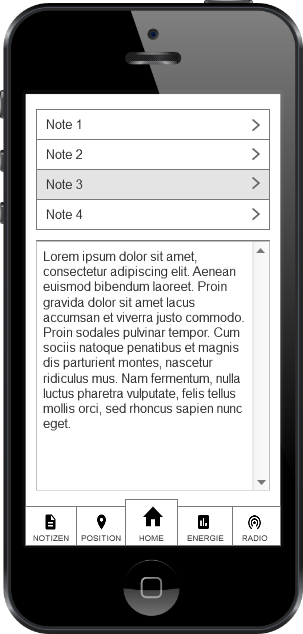 Note 1
Note 2
Note 3
Note 4
Lorem ipsum dolor sit amet,
consectetur adipiscing elit. Aenean
euismod bibendum laoreet. Proin
gravida dolor sit amet lacus
accumsan et viverra justo commodo.
Proin sodales pulvinar tempor. Cum
sociis natoque penatibus et magnis
dis parturient montes, nascetur
ridiculus mus. Nam fermentum, nulla
luctus pharetra vulputate, felis tellus
mollis orci, sed rhoncus sapien nunc
eget.
NOTIZEN POSITION HOME ENERGIE RADIO